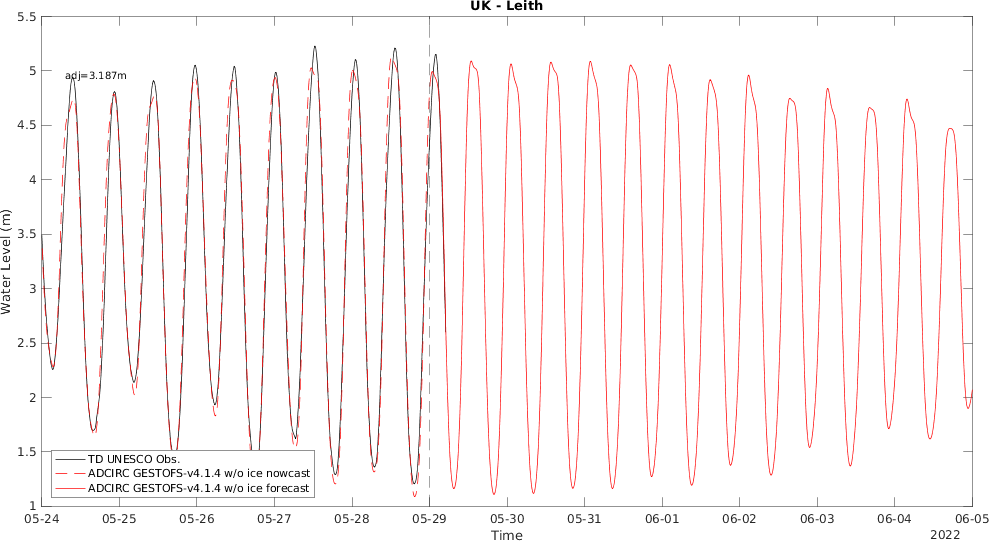 UK - Leith
5.5
5
4.5
4
3.5
3
2.5
2
1.5
1
Water Level (m)
adj=3.187m
TD UNESCO Obs.
ADCIRC GESTOFS-v4.1.4 w/o ice nowcast
ADCIRC GESTOFS-v4.1.4 w/o ice forecast
05-24 05-25 05-26 05-27 05-28 05-29 05-30 05-31 06-01 06-02 06-03 06-04 06-05
Time
2022